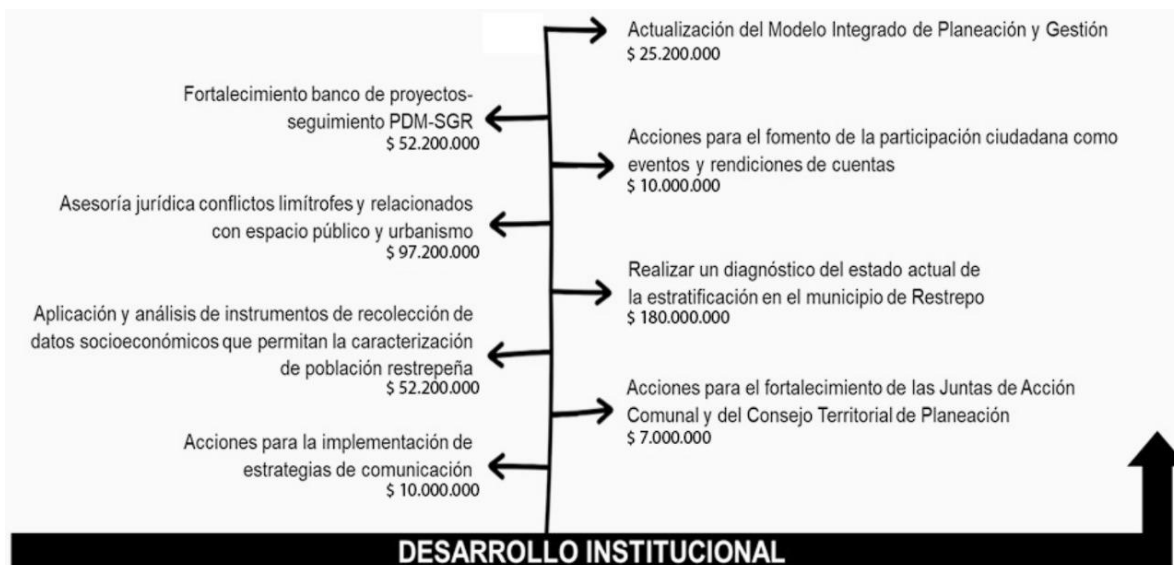 Actualización del Modelo Integrado de Planeación y Gestión
$ 25.200.000
Fortalecimiento banco de proyectos-
seguimiento PDM-SGR
$ 52.200.000
Acciones para el fomento de la participación ciudadana como
eventos y rendiciones de cuentas
$ 10.000.000
Asesoría jurídica conflictos limítrofes y relacionados
con espacio público y urbanismo
$ 97.200.000
Realizar un diagnóstico del estado actual de
la estratificación en el municipio de Restrepo
$ 180.000.000
Aplicación y análisis de instrumentos de recolección de
datos socioeconómicos que permitan la caracterización
de población restrepeña
$ 52.200.000
Acciones para el fortalecimiento de las Juntas de Acción
Comunal y del Consejo Territorial de Planeación
$ 7.000.000
Acciones para la implementación de
estrategias de comunicación
$ 10.000.000
DESARROLLO INSTITUCIONAL